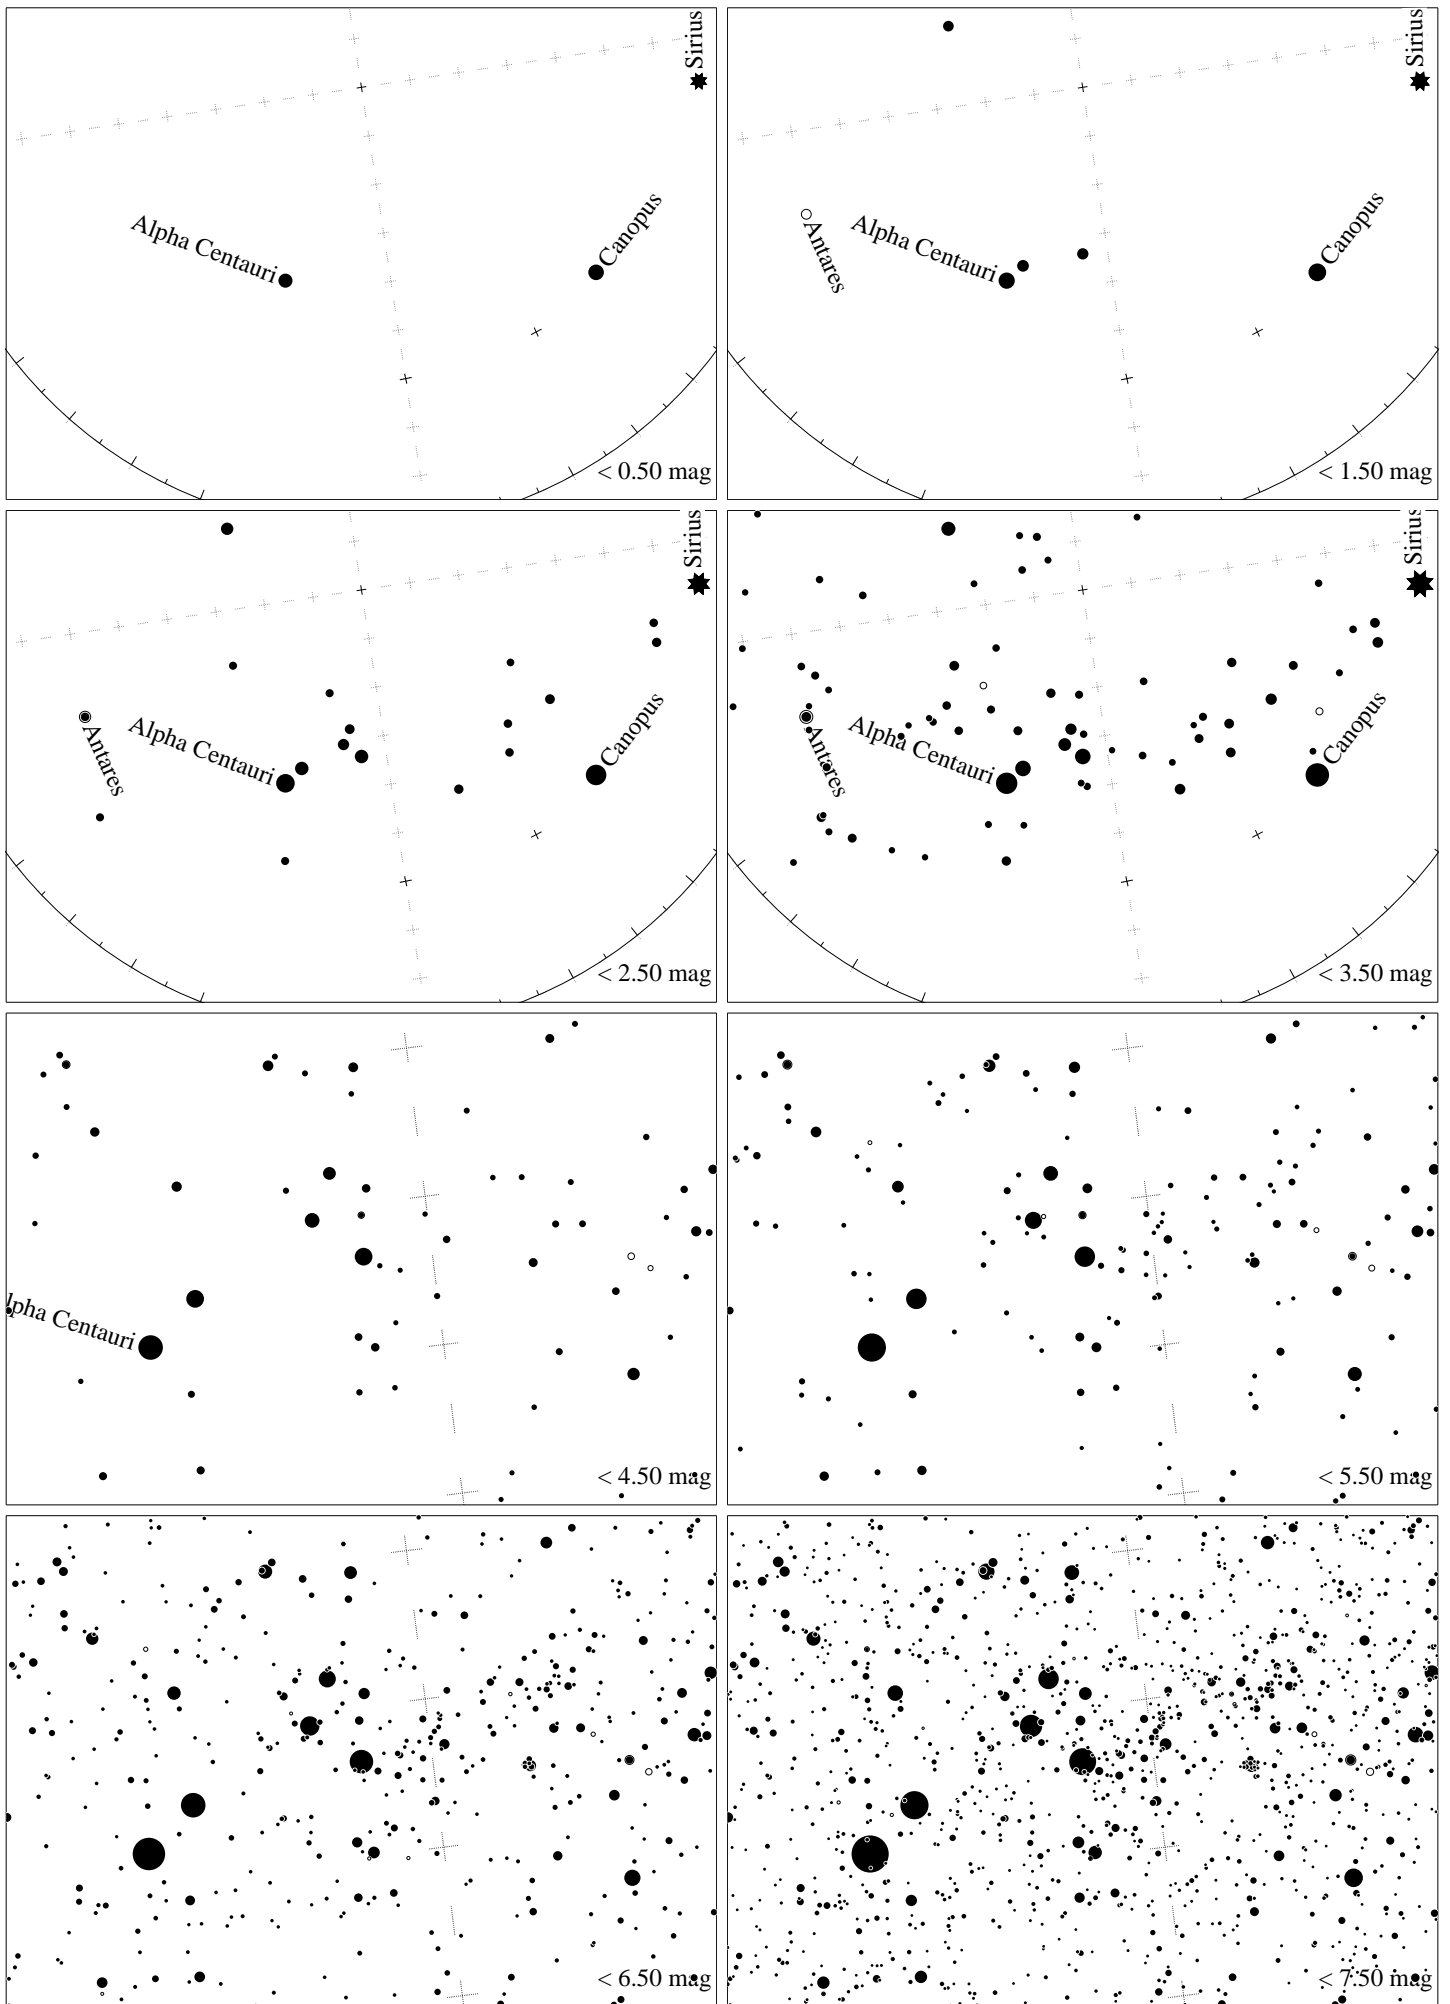 Sirius
Alpha Centauri
Canopus
< 0.50 mag
Sirius
Antares
Alpha Centauri
Canopus
< 1.50 mag
Sirius
Antares
Alpha Centauri
Canopus
< 2.50 mag
Sirius
Antares
Alpha Centauri
Canopus
< 3.50 mag
lpha Centauri
< 4.50 mag
< 5.50 mag
< 6.50 mag
< 7.50 mag